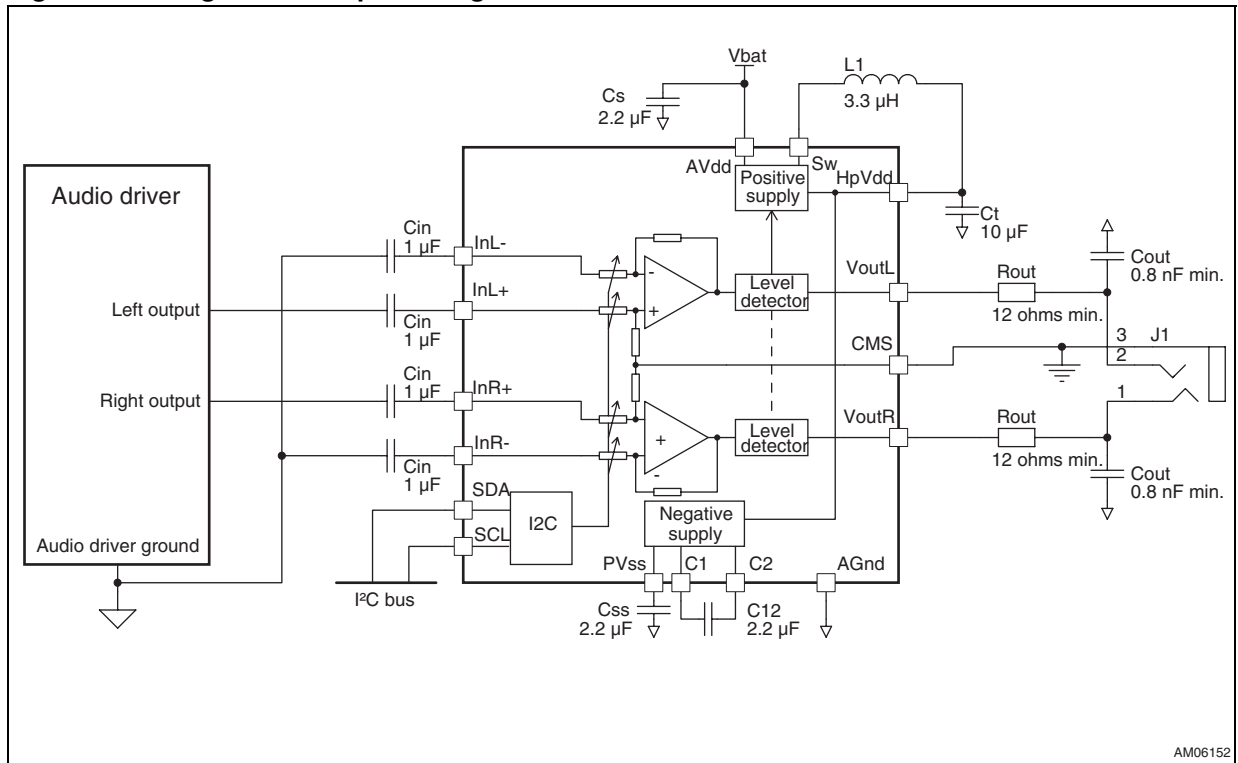 Vbat
L1
3.3 µH
Cs
2.2 µF
AVdd
Sw
HpVdd
Positive
supply
Ct
10 µF
Audio driver
Cin
1 µF
InL-
-
Level
detector
VoutL
Rout
12 ohms min.
Cout
0.8 nF min.
Left output
Cin
1 µF
InL+
+
CMS
3
J1
2
1
Right output
Cin
1 µF
InR+
+
Level
detector
VoutR
Rout
12 ohms min.
Cout
0.8 nF min.
Cin
1 µF
InR-
-
SDA
SCL
I2C
Negative
supply
Audio driver ground
I²C bus
PVss
C1
C2
AGnd
Css
2.2 µF
C12
2.2 µF
AM06152